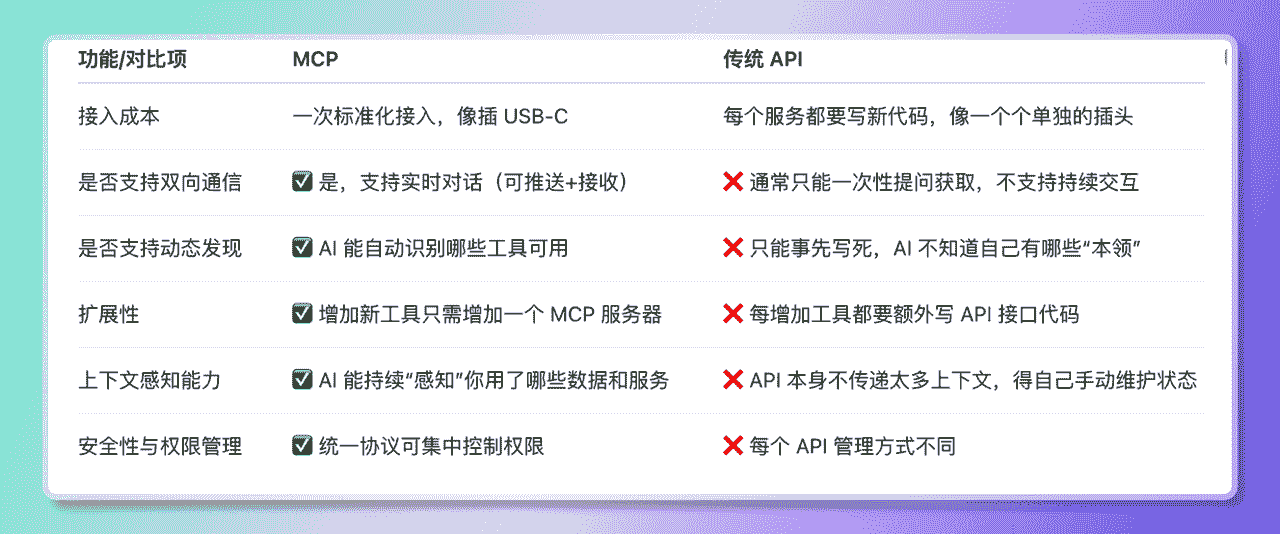 功能/对比项 MCP 传统 API
接入成本 一次标准化接入，像插 USB-C 每个服务都要写新代码，像一个个单独的插头
是否支持双向通信 ✅ 是，支持实时对话（可推送+接收） ❌ 通常只能一次性提问获取，不支持持续交互
是否支持动态发现 ✅ AI 能自动识别哪些工具可用 ❌ 只能事先写死，AI 不知道自己有哪些“本领”
扩展性 ✅ 增加新工具只需增加一个 MCP 服务器 ❌ 每增加工具都要额外写 API 接口代码
上下文感知能力 ✅ AI 能持续“感知”你用了哪些数据和服务 ❌ API 本身不传递太多上下文，得自己手动维护状态
安全性与权限管理 ✅ 统一协议可集中控制权限 ❌ 每个 API 管理方式不同